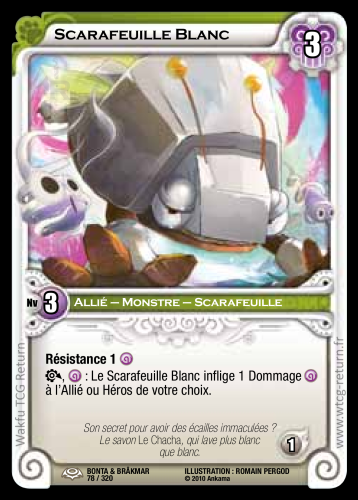 SCARAFEUILLE BLANC
3
Nv 3
ALLIÉ – MONSTRE – SCARAFEUILLE
Résistance 1
, : Le Scarafeuille Blanc inflige 1 Dommage
à l'Allié ou Héros de votre choix.
Son secret pour avoir des écailles immaculées ?
Le savon Le Chacha, qui lave plus blanc
que blanc.
1
BONTA & BRÂKMAR
78 / 320
ILLUSTRATION : ROMAIN PERGOD
© 2010 Ankama
Wakfu TCG Return
www.wtcg-return.fr